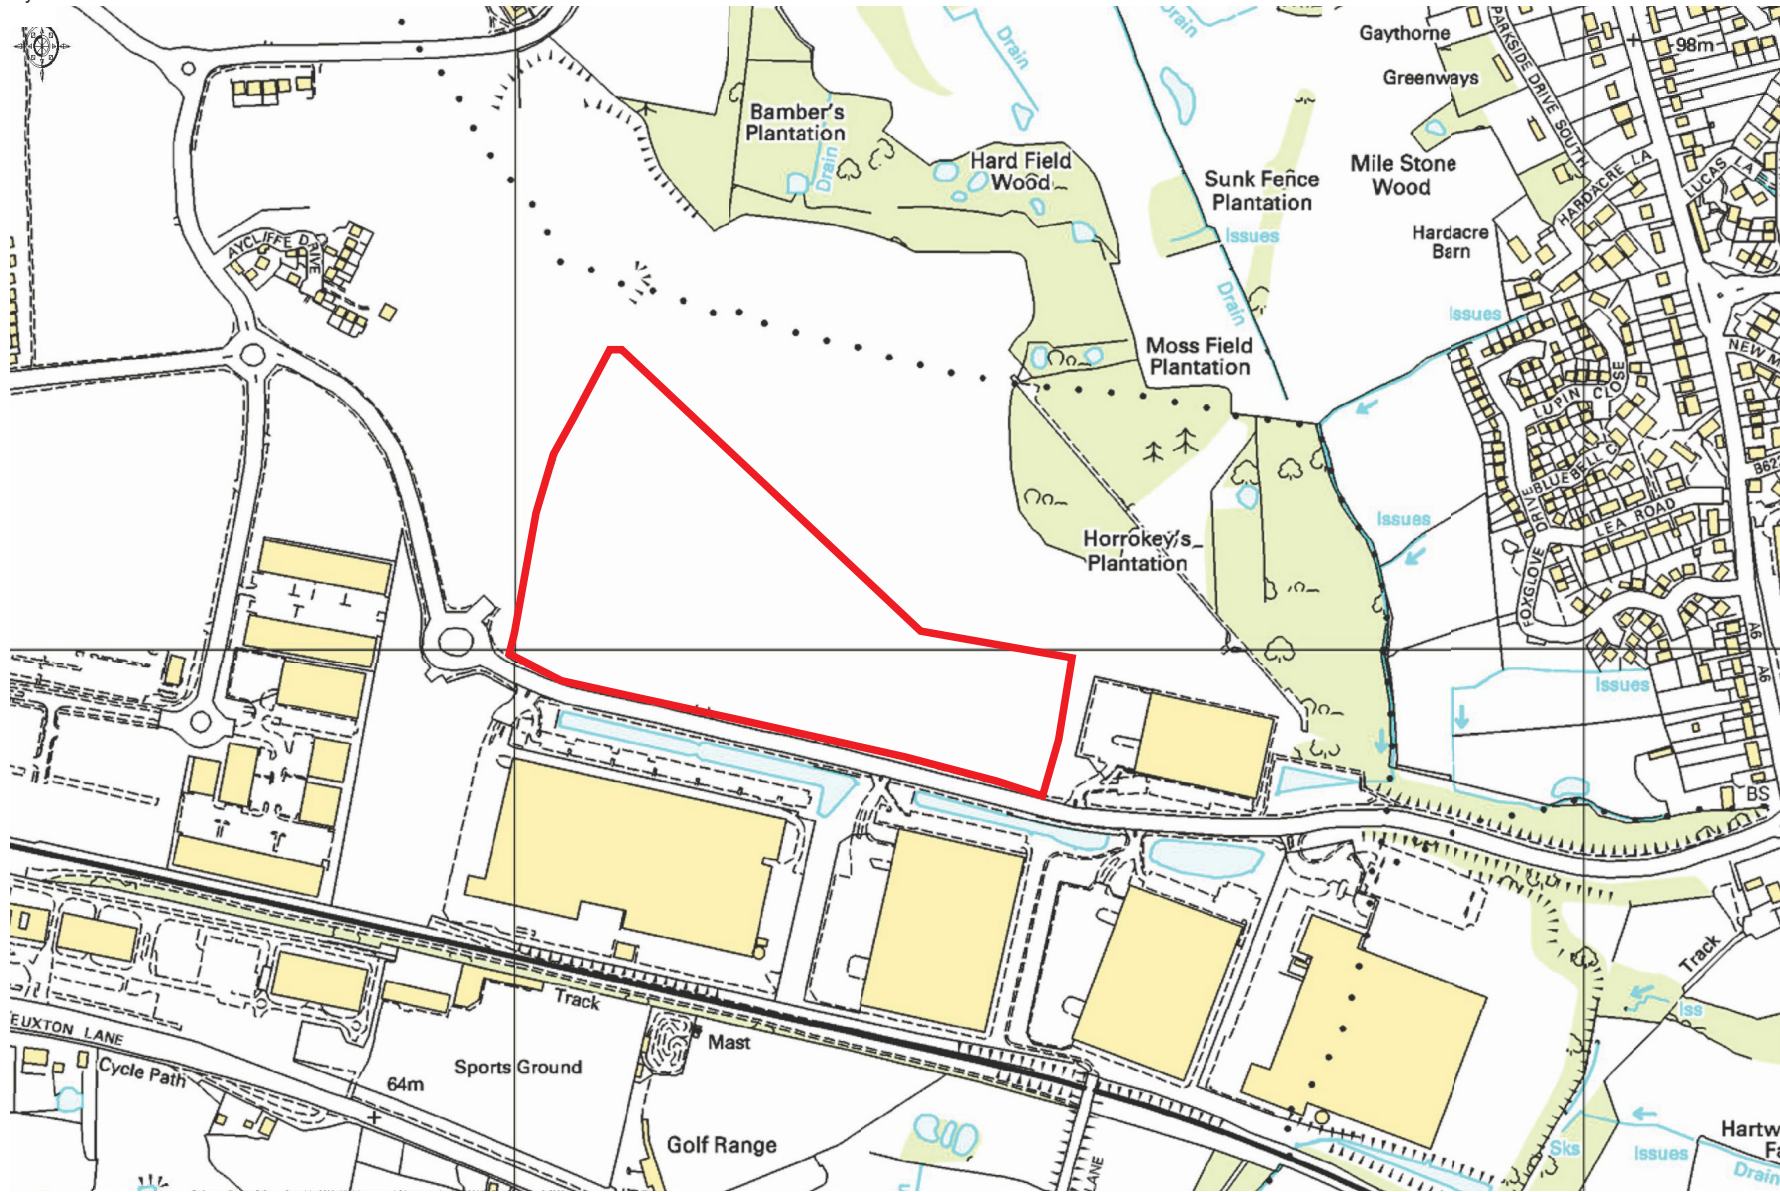 Drain
Drain
Gaythorne
98m
PARKSIDE DRIVE SOUTH
Greenways
Bamber's
Plantation
Drain
Hard Field
Wood
Sunk Fence
Plantation
Issues
Mile Stone
Wood
HARDACRE LA
LUCAS LA
Hardacre
Barn
AYCLIFFE DRIVE
Drain
Issues
Moss Field
Plantation
NEW M
LUPIN CLOSE
BLUEBELL C
B62
LEA ROAD
FOXGLOVE DRIVE
Issues
Horrokey's
Plantation
A6
A6
Issues
BS
Track
Track
Iss
EUXTON LANE
Cycle Path
Mast
Sports Ground
64m
Golf Range
LANE
Sks
Issues
Hartw
Fa
Drain